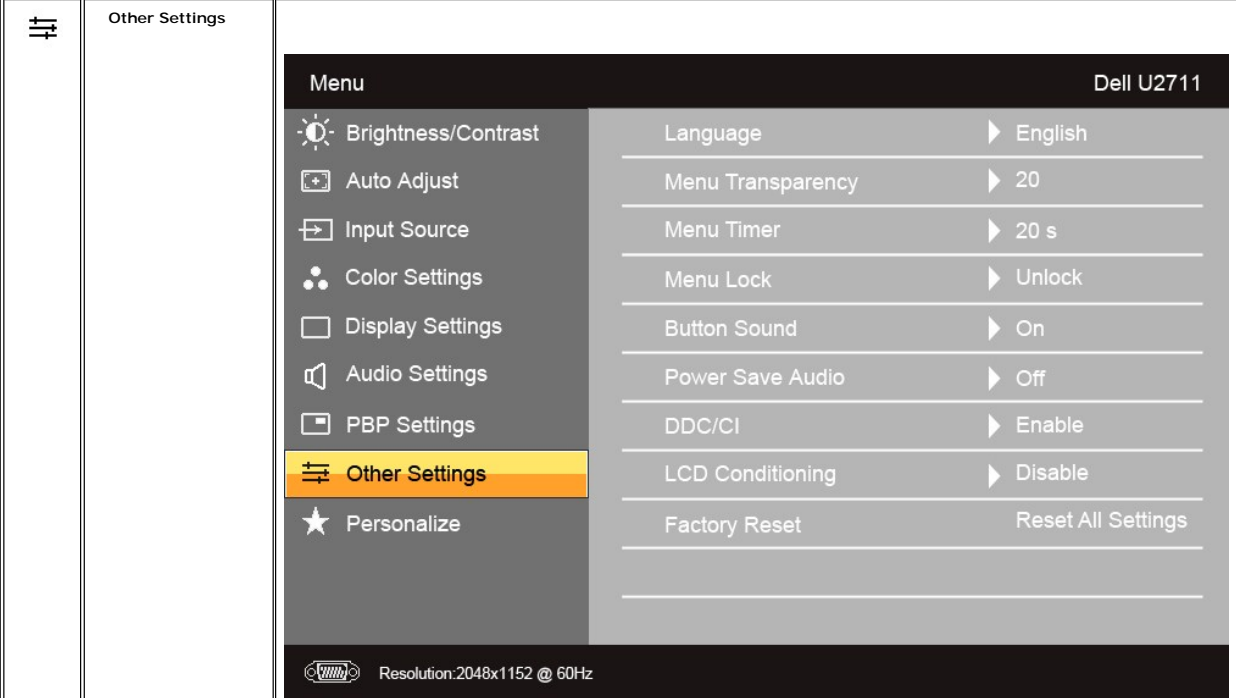 Other Settings
Menu Dell U2711
Brightness/Contrast Language English
Auto Adjust Menu Transparency 20
Input Source Menu Timer 20 s
Color Settings Menu Lock Unlock
Display Settings Button Sound On
Audio Settings Power Save Audio Off
PBP Settings DDC/CI Enable
Other Settings LCD Conditioning Disable
Personalize Factory Reset Reset All Settings
Resolution:2048x1152 @ 60Hz